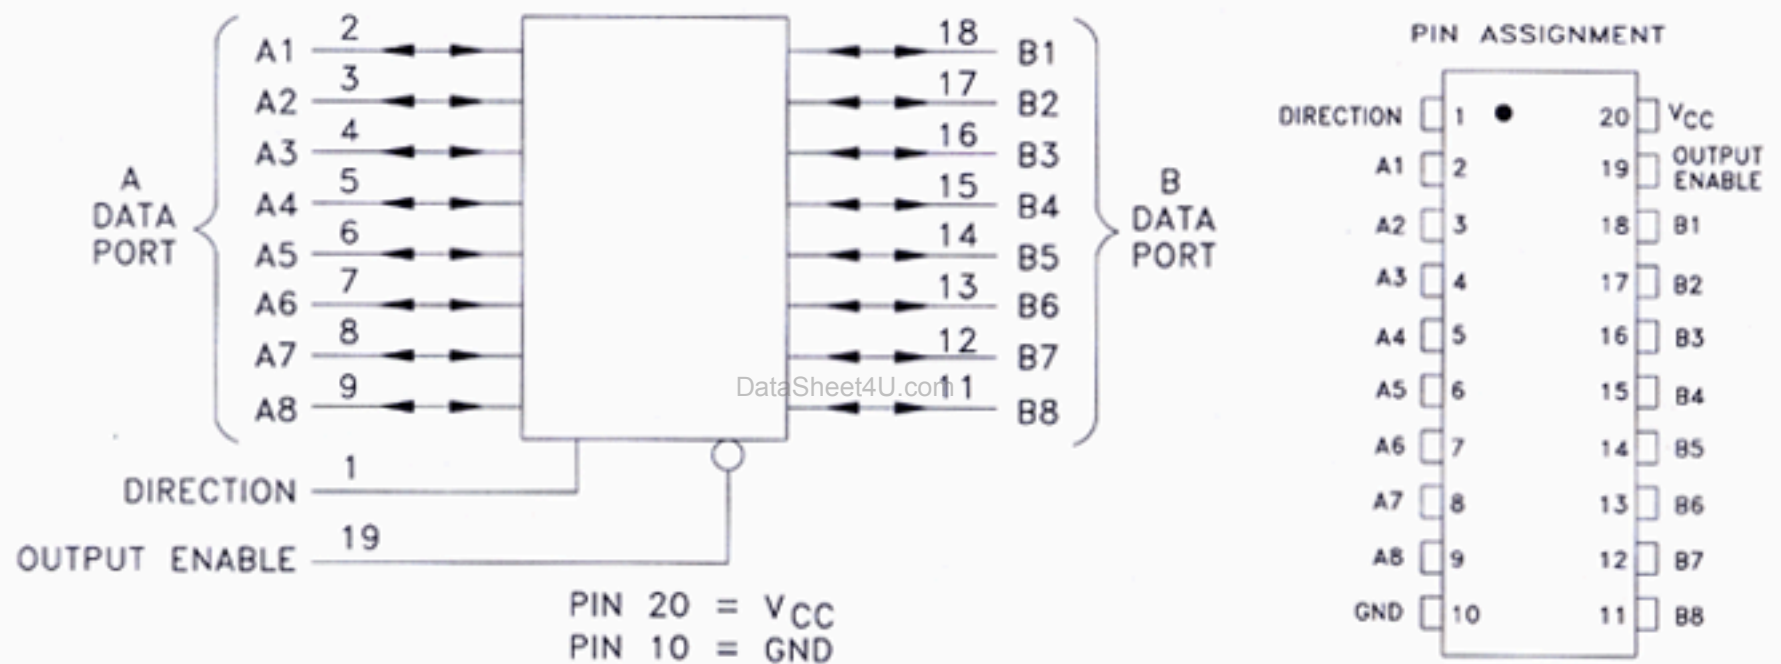 A
DATA
PORT
A1 2
A2 3
A3 4
A4 5
A5 6
A6 7
A7 8
A8 9
DIRECTION 1
OUTPUT ENABLE 19
18 B1
17 B2
16 B3
15 B4
14 B5
13 B6
12 B7
11 B8
B
DATA
PORT
DataSheet4U.com
PIN 20 = VCC
PIN 10 = GND
PIN ASSIGNMENT
DIRECTION 1 20 VCC
A1 2 19 OUTPUT
ENABLE
A2 3 18 B1
A3 4 17 B2
A4 5 16 B3
A5 6 15 B4
A6 7 14 B5
A7 8 13 B6
A8 9 12 B7
GND 10 11 B8